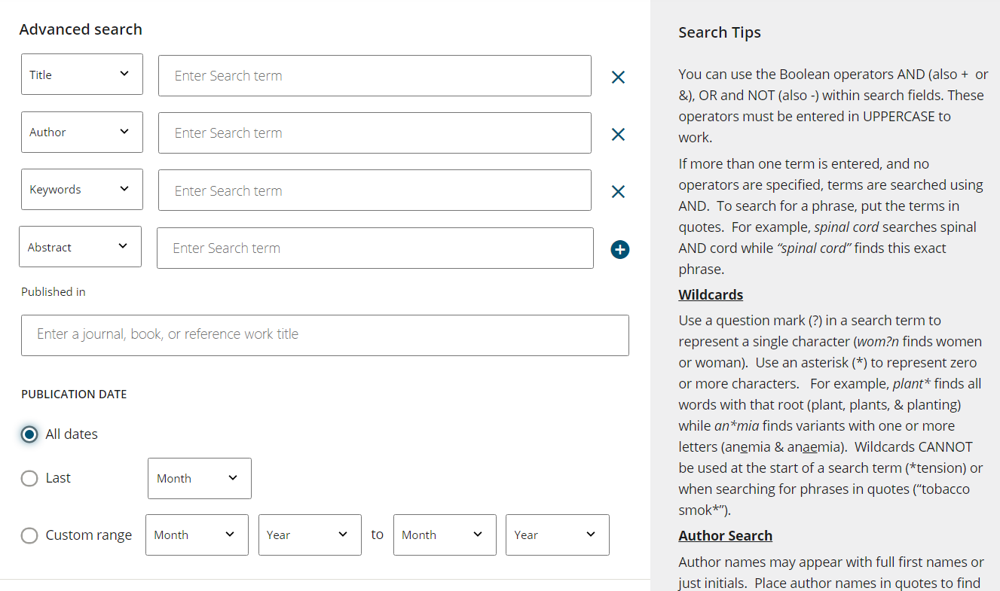 Advanced search
Title
Enter Search term
Author
Enter Search term
Keywords
Enter Search term
Abstract
Enter Search term
Published in
Enter a journal, book, or reference work title
PUBLICATION DATE
All dates
Last
Month
Custom range
Month
Year
to
Month
Year
Search Tips
You can use the Boolean operators AND (also + or
&), OR and NOT (also -) within search fields. These
operators must be entered in UPPERCASE to
work.
If more than one term is entered, and no
operators are specified, terms are searched using
AND. To search for a phrase, put the terms in
quotes. For example, spinal cord searches spinal
AND cord while “spinal cord” finds this exact
phrase.
Wildcards
Use a question mark (?) in a search term to
represent a single character (wom?n finds women
or woman). Use an asterisk (*) to represent zero
or more characters. For example, plant* finds all
words with that root (plant, plants, & planting)
while an*mia finds variants with one or more
letters (anemia & anaemia). Wildcards CANNOT
be used at the start of a search term (*tension) or
when searching for phrases in quotes (“tobacco
smok*”).
Author Search
Author names may appear with full first names or
just initials. Place author names in quotes to find